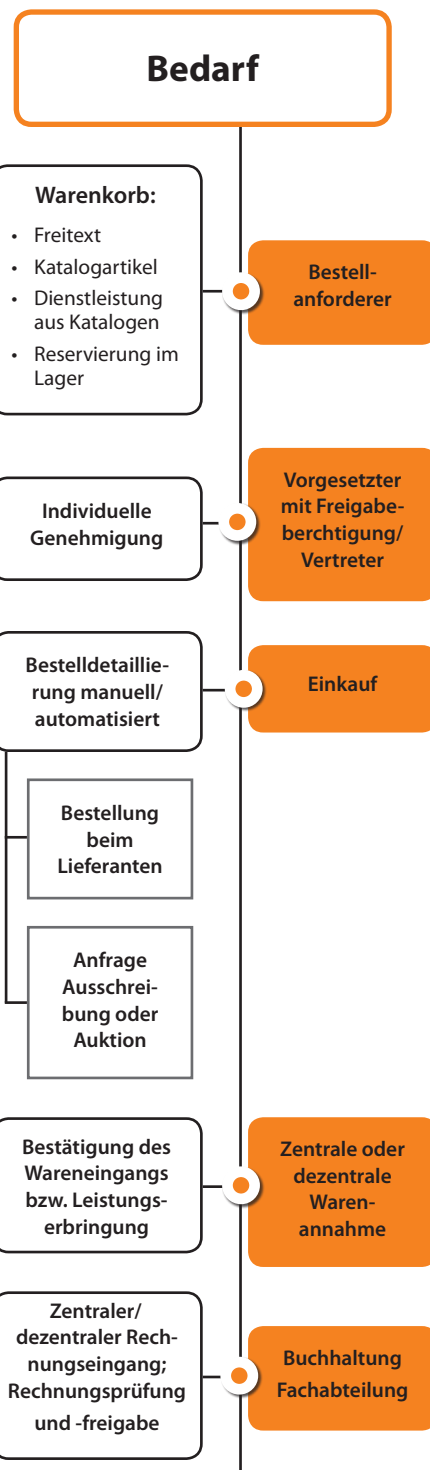 Bedarf
Warenkorb:
• Freitext
• Katalogartikel
• Dienstleistung
aus Katalogen
• Reservierung im
Lager
Bestell-
anforderer
Individuelle
Genehmigung
Vorgesetzter
mit Freigabe-
berchtigung/
Vertreter
Bestelldetaillie-
rung manuell/
automatisiert
Einkauf
Bestellung
beim
Lieferanten
Anfrage
Ausschrei-
bung oder
Auktion
Bestätigung des
Wareneingangs
bzw. Leistungs-
erbringung
Zentrale oder
dezentrale
Waren-
annahme
Zentraler/
dezentraler Rech-
nungseingang;
Rechnungsprüfung
und -freigabe
Buchhaltung
Fachabteilung